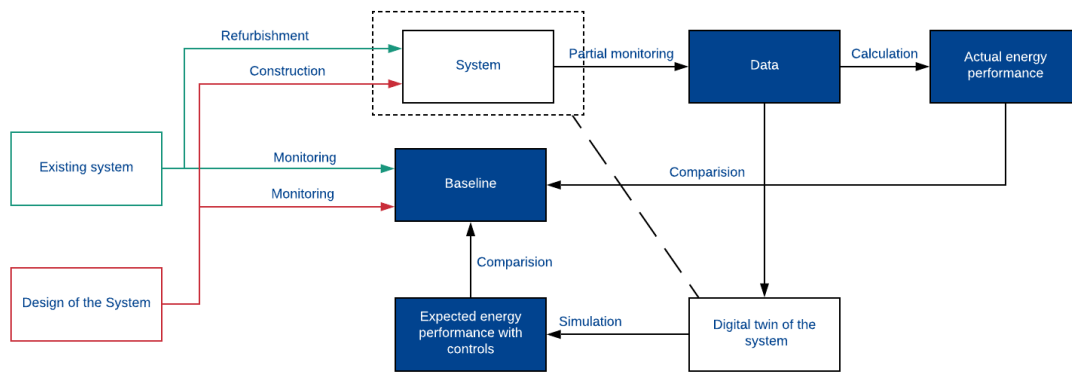 Refurbishment
System
Partial monitoring
Data
Calculation
Actual energy
performance
Construction
Existing system
Monitoring
Baseline
Comparision
Monitoring
Design of the System
Comparision
Expected energy
performance with
controls
Simulation
Digital twin of the
system